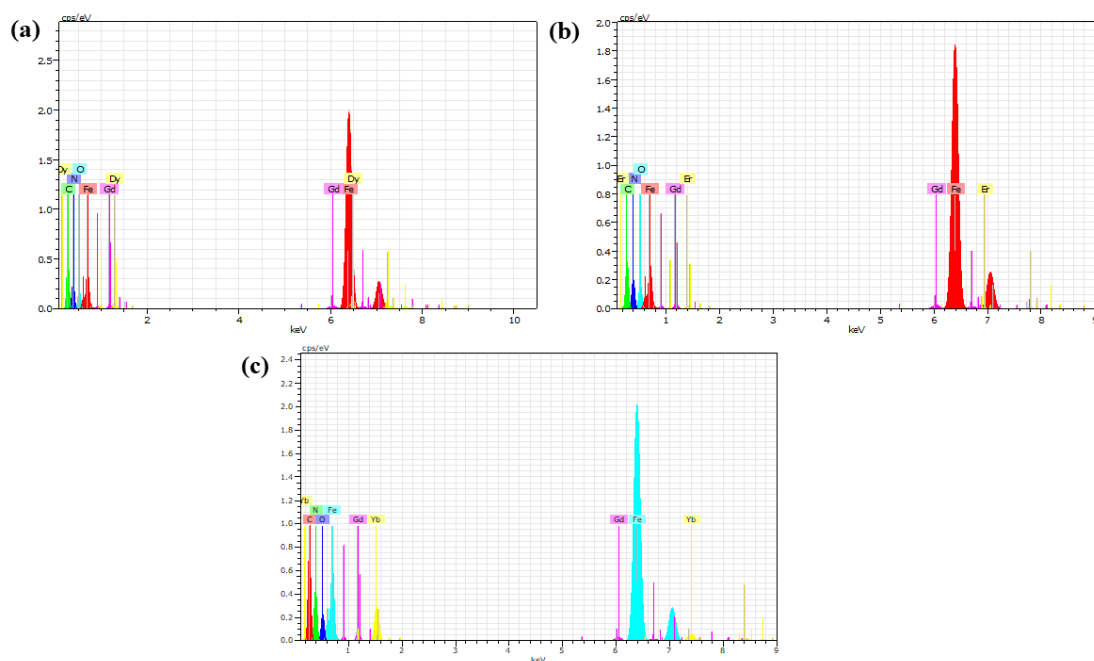 (a)
cps/eV
2.5
2.0
1.5
1.0
0.5
0.0
Dy O
N
C Fe Gd Dy
Gd Fe Dy
2 4 6 8 10
keV
(b)
cps/eV
2.0
1.8
1.6
1.4
1.2
1.0
0.8
0.6
0.4
0.2
0.0
O
Er N
C Fe Gd Er
Gd Fe Er
1 2 3 4 5 6 7 8 9
keV
(c)
cps/eV
2.4
2.2
2.0
1.8
1.6
1.4
1.2
1.0
0.8
0.6
0.4
0.2
0.0
Yb
N Fe
C O Gd Yb
Gd Fe Yb
1 2 3 4 5 6 7 8 9
keV